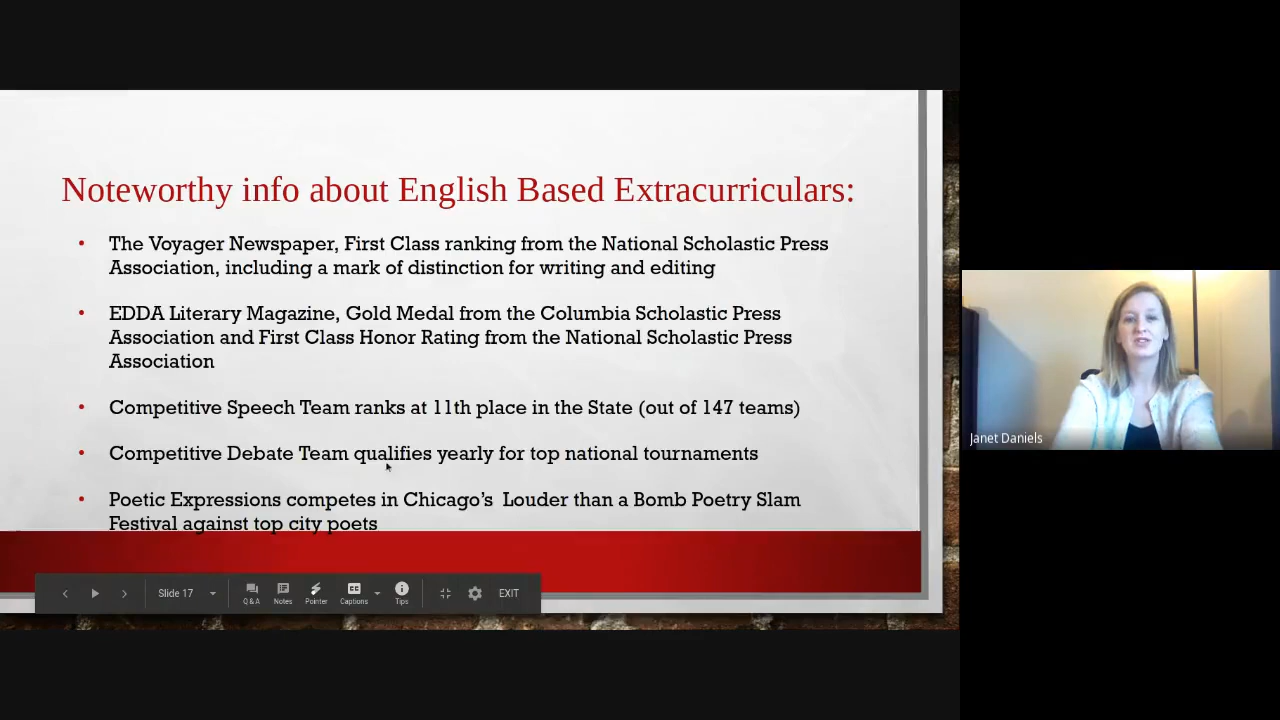 Noteworthy info about English Based Extracurriculars:
• The Voyager Newspaper, First Class ranking from the National Scholastic Press
Association, including a mark of distinction for writing and editing
• EDDA Literary Magazine, Gold Medal from the Columbia Scholastic Press
Association and First Class Honor Rating from the National Scholastic Press
Association
• Competitive Speech Team ranks at 11th place in the State (out of 147 teams)
• Competitive Debate Team qualifies yearly for top national tournaments
• Poetic Expressions competes in Chicago’s  Louder than a Bomb Poetry Slam
Festival against top city poets
Slide 17
Q & A
Notes
Pointer
CC
Captions
Tips
EXIT
Janet Daniels